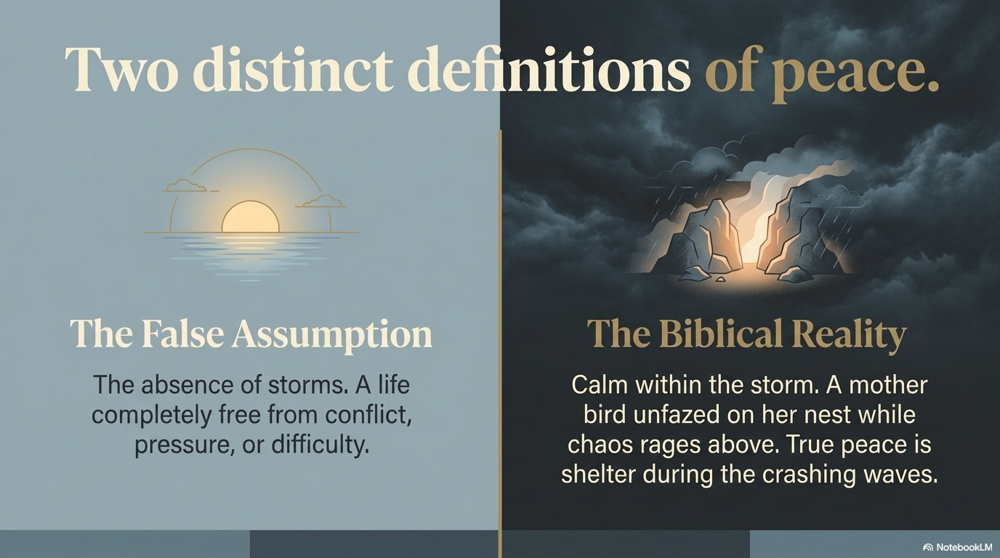 Two distinct definitions of peace.
The False Assumption
The absence of storms. A life
completely free from conflict,
pressure, or difficulty.
The Biblical Reality
Calm within the storm. A mother
bird unfazed on her nest while
chaos rages above. True peace is
shelter during the crashing waves.
NotebookLM